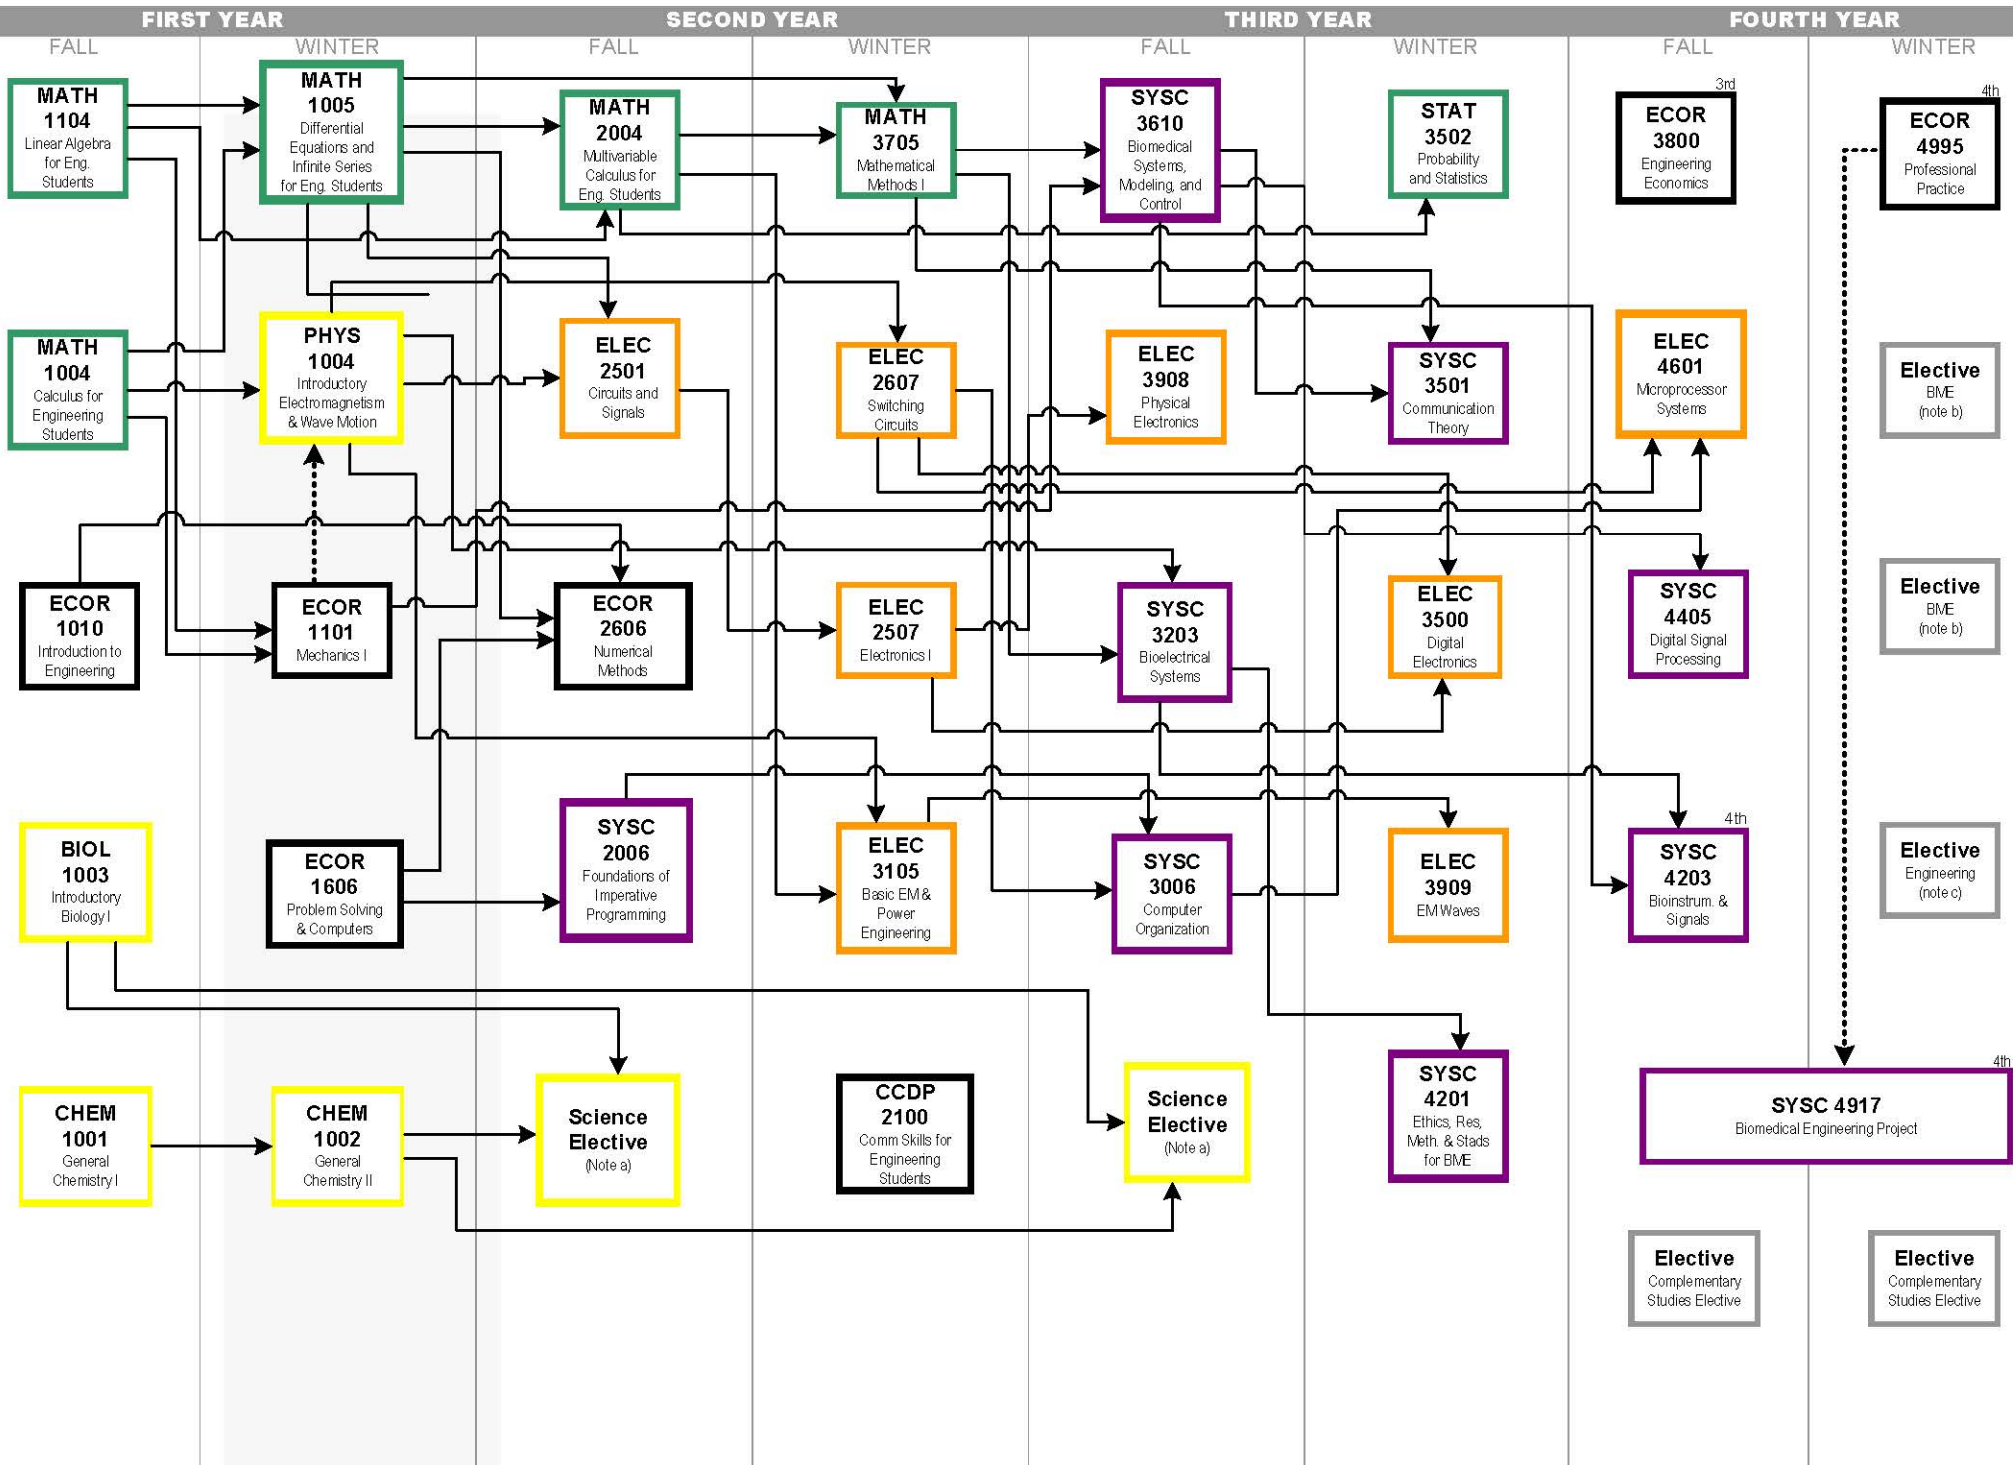 FIRST YEAR
SECOND YEAR
THIRD YEAR
FOURTH YEAR
FALL
WINTER
FALL
WINTER
FALL
WINTER
FALL
WINTER
MATH
1104
Linear Algebra
for Eng.
Students
MATH
1005
Differential
Equations and
Infinite Series
for Eng. Students
MATH
2004
Multivariable
Calculus for
Eng. Students
MATH
3705
Mathematical
Methods I
SYSC
3610
Biomedical
Systems,
Modeling, and
Control
STAT
3502
Probability
and Statistics
3rd
ECOR
3800
Engineering
Economics
4th
ECOR
4995
Professional
Practice
MATH
1004
Calculus for
Engineering
Students
PHYS
1004
Introductory
Electromagnetism
& Wave Motion
ELEC
2501
Circuits and
Signals
ELEC
2607
Switching
Circuits
ELEC
3908
Physical
Electronics
SYSC
3501
Communication
Theory
ELEC
4601
Microprocessor
Systems
Elective
BME
(note b)
ECOR
1010
Introduction to
Engineering
ECOR
1101
Mechanics I
ECOR
2606
Numerical
Methods
ELEC
2507
Electronics I
SYSC
3203
Bioelectrical
Systems
ELEC
3500
Digital
Electronics
SYSC
4405
Digital Signal
Processing
Elective
BME
(note b)
BIOL
1003
Introductory
Biology I
ECOR
1606
Problem Solving
& Computers
SYSC
2006
Foundations of
Imperative
Programming
ELEC
3105
Basic EM &
Power
Engineering
SYSC
3006
Computer
Organization
ELEC
3909
EM Waves
4th
SYSC
4203
Bioinstrum. &
Signals
Elective
Engineering
(note c)
CHEM
1001
General
Chemistry I
CHEM
1002
General
Chemistry II
Science
Elective
(Note a)
CCDP
2100
Comm Skills for
Engineering
Students
Science
Elective
(Note a)
SYSC
4201
Ethics, Res,
Meth. & Stads
for BME
4th
SYSC 4917
Biomedical Engineering Project
Elective
Complementary
Studies Elective
Elective
Complementary
Studies Elective